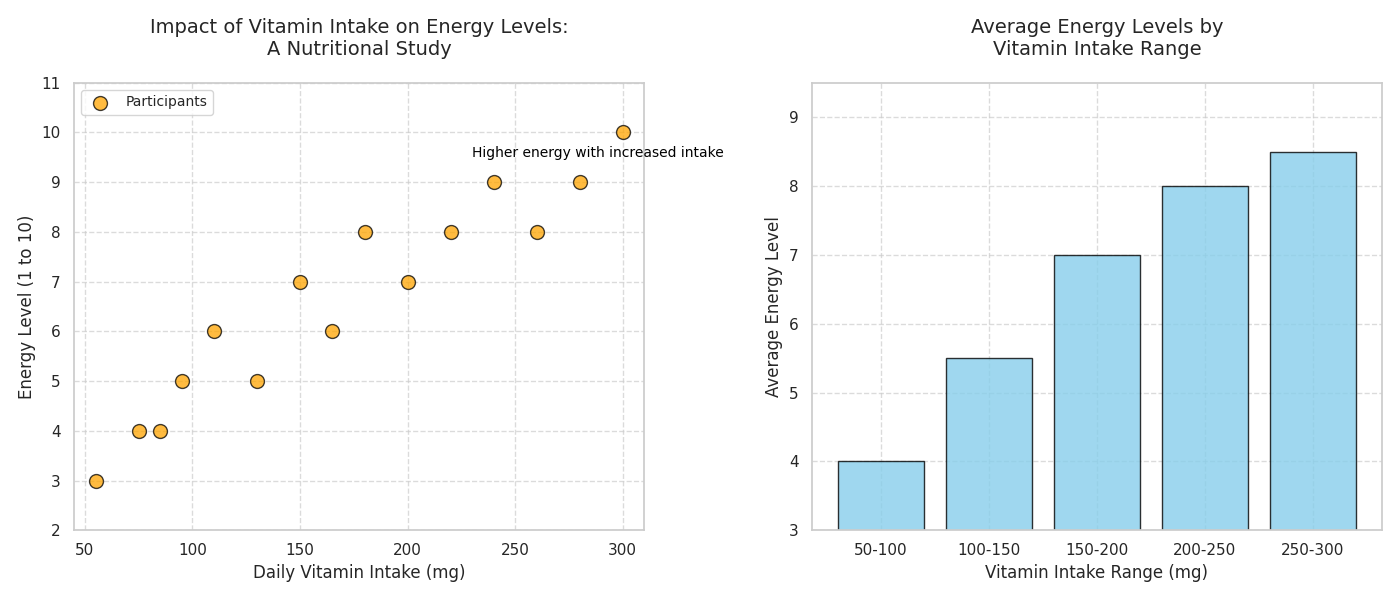 Impact of Vitamin Intake on Energy Levels:
A Nutritional Study
11
10
9
8
7
6
5
4
3
2
Energy Level (1 to 10)
Participants
Higher energy with increased intake
50
100
150
200
250
300
Daily Vitamin Intake (mg)
Average Energy Levels by
Vitamin Intake Range
9
8
7
6
5
4
3
Average Energy Level
50-100
100-150
150-200
200-250
250-300
Vitamin Intake Range (mg)